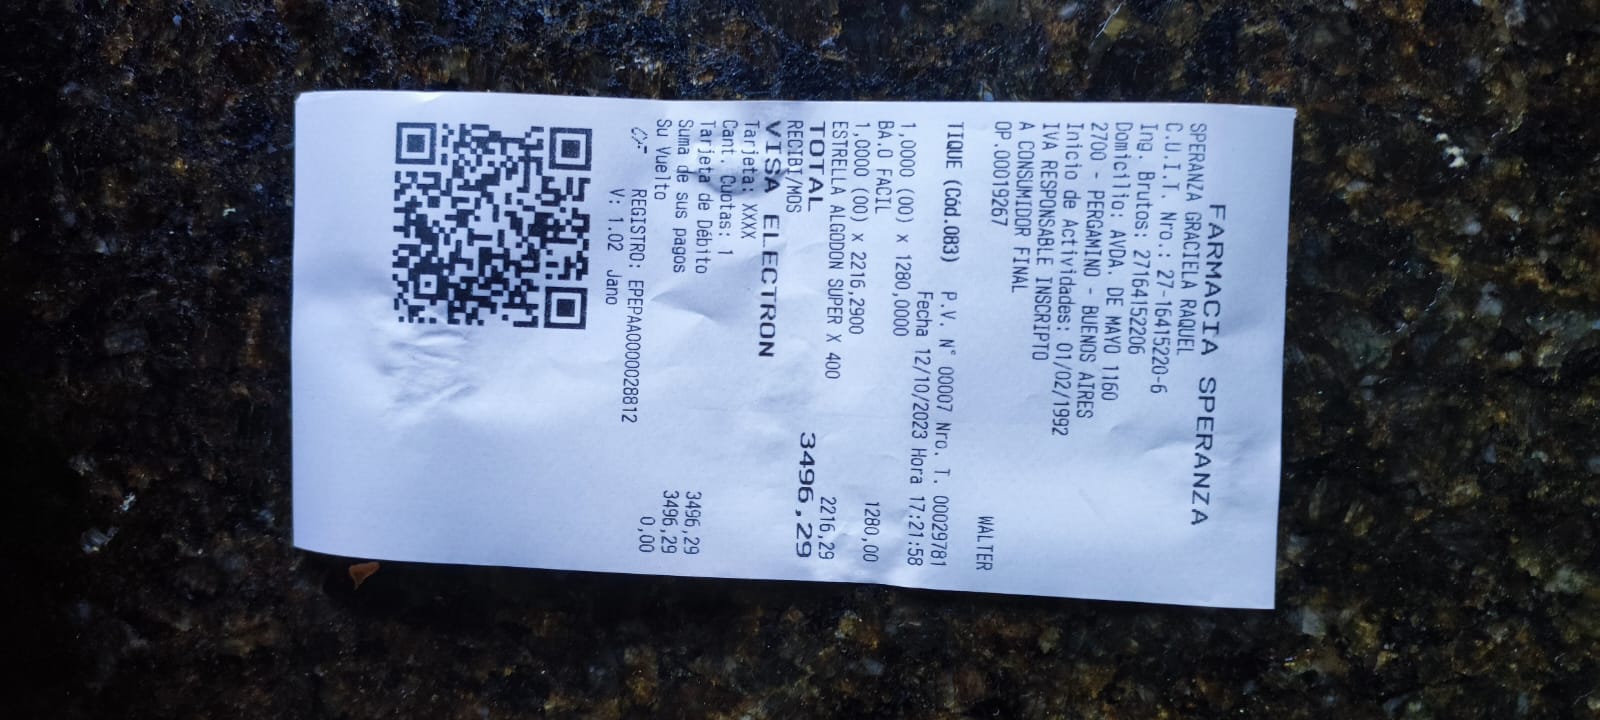 FARMACIA SPERANZA
SPERANZA GRACIELA RAQUEL
C.U.I.T. Nro.: 27-16415220-6
Ing. Brutos: 27164152206
Domicilio: AVDA. DE MAYO 1160
2700 - PERGAMINO - BUENOS AIRES
Inicio de Actividades: 01/02/1992
IVA RESPONSABLE INSCRIPTO
A CONSUMIDOR FINAL
OP.00019267 WALTER
TIQUE (Cód.083) P.V. N° 00007 Nro. T. 00029781
Fecha 12/10/2023 Hora 17:21:58
1,0000 (00) x 1280,0000
BA.O FACIL 1280,00
1,0000 (00) x 2216,2900
ESTRELLA ALGODON SUPER X 400 2216,29
TOTAL 3496,29
RECIBI/MOS
VISA ELECTRON
Tarjeta: XXXX
Cant. Cuotas: 1
Tarjeta de Débito 3496,29
Suma de sus pagos 3496,29
Su Vuelto 0,00
REGISTRO: EPEPAA0000028812
V: 1.02 Jano